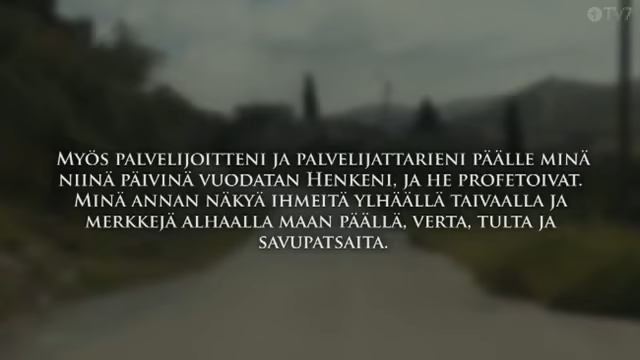 TV7
Myös palvelijoitteni ja palvelijattarieni päälle minä
niinä päivinä vuodatan Henkeni, ja he profetoivat.
Minä annan näkyä ihmeitä ylhäällä taivaalla ja
merkkejä alhaalla maan päällä, verta, tulta ja
savupatsaita.